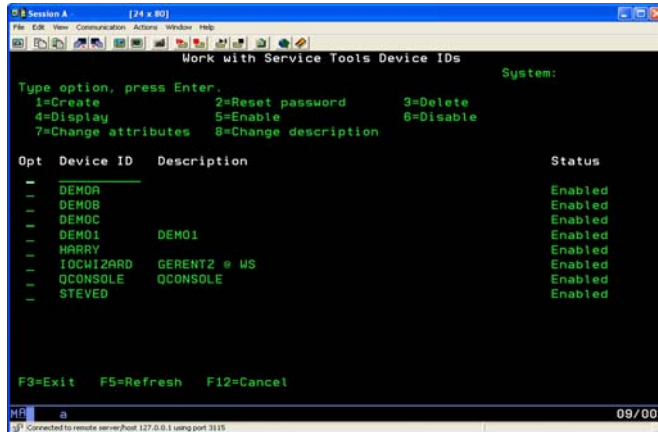 Session A - [24 x 80]
File Edit View Communication Actions Window Help
Work with Service Tools Device IDs
System:
Type option, press Enter.
1=Create 2=Reset password 3=Delete
4=Display 5=Enable 6=Disable
7=Change attributes 8=Change description
Opt Device ID Description Status
DEMOA Enabled
DEMOB Enabled
DEMOC Enabled
DEMO1 DEMO1 Enabled
HARRY Enabled
IOCWIZARD GERENTZ @ WS Enabled
QCONSOLE QCONSOLE Enabled
STEVED Enabled
F3=Exit F5=Refresh F12=Cancel
MA a 09/00
Connected to remote server/host 127.0.0.1 using port 3115